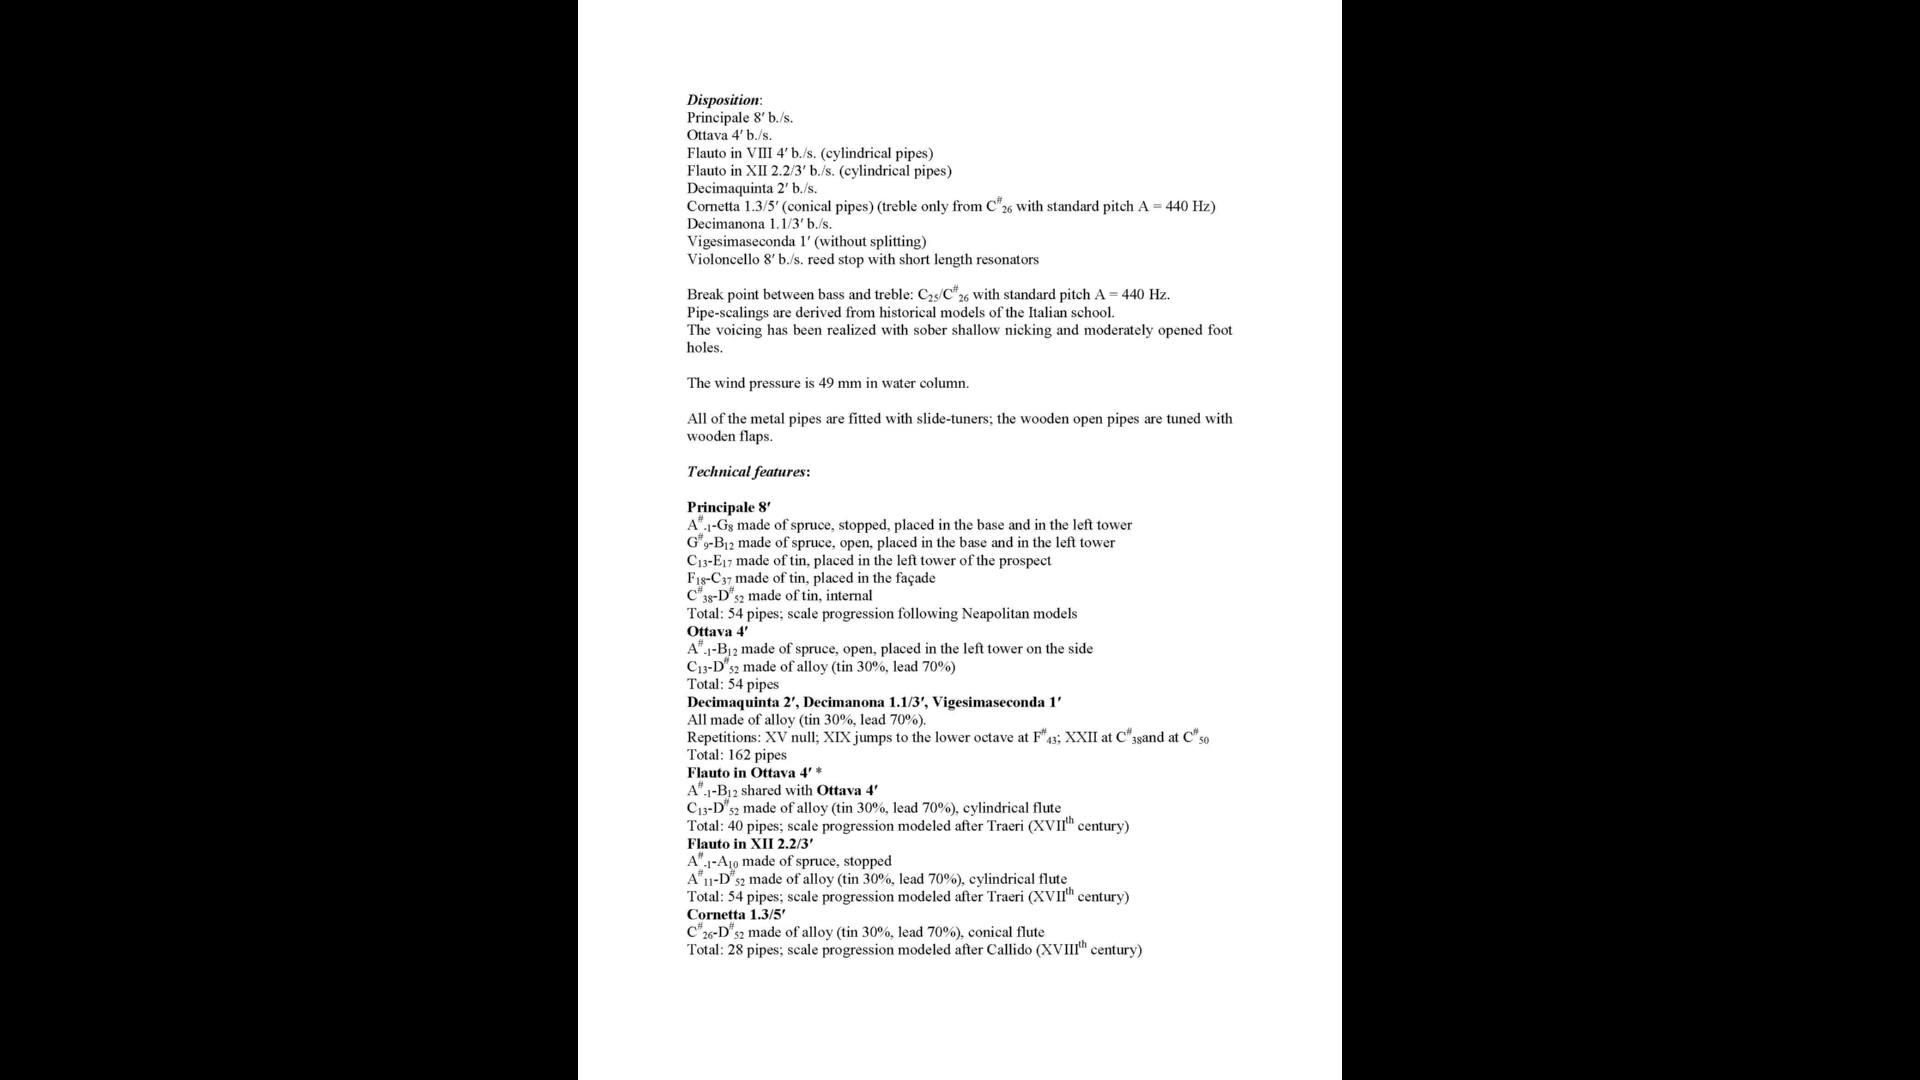 Disposition:
Principale 8′ b./s.
Ottava 4′ b./s.
Flauto in VIII 4′ b./s. (cylindrical pipes)
Flauto in XII 2.2/3′ b./s. (cylindrical pipes)
Decimaquinta 2′ b./s.
Cornetta 1.3/5′ (conical pipes) (treble only from C#26 with standard pitch A = 440 Hz)
Decimanona 1.1/3′ b./s.
Vigesimaseconda 1′ (without splitting)
Violoncello 8′ b./s. reed stop with short length resonators
Break point between bass and treble: C25/C#26 with standard pitch A = 440 Hz.
Pipe-scalings are derived from historical models of the Italian school.
The voicing has been realized with sober shallow nicking and moderately opened foot
holes.
The wind pressure is 49 mm in water column.
All of the metal pipes are fitted with slide-tuners; the wooden open pipes are tuned with
wooden flaps.
Technical features:
Principale 8′
A#-1-G8 made of spruce, stopped, placed in the base and in the left tower
G#9-B12 made of spruce, open, placed in the base and in the left tower
C13-E17 made of tin, placed in the left tower of the prospect
F18-C37 made of tin, placed in the façade
C#38-D#52 made of tin, internal
Total: 54 pipes; scale progression following Neapolitan models
Ottava 4′
A#-1-B12 made of spruce, open, placed in the left tower on the side
C13-D#52 made of alloy (tin 30%, lead 70%)
Total: 54 pipes
Decimaquinta 2′, Decimanona 1.1/3′, Vigesimaseconda 1′
All made of alloy (tin 30%, lead 70%).
Repetitions: XV null; XIX jumps to the lower octave at F#43; XXII at C#38and at C#50
Total: 162 pipes
Flauto in Ottava 4′ *
A#-1-B12 shared with Ottava 4′
C13-D#52 made of alloy (tin 30%, lead 70%), cylindrical flute
Total: 40 pipes; scale progression modeled after Traeri (XVIIth century)
Flauto in XII 2.2/3′
A#-1-A10 made of spruce, stopped
A#11-D#52 made of alloy (tin 30%, lead 70%), cylindrical flute
Total: 54 pipes; scale progression modeled after Traeri (XVIIth century)
Cornetta 1.3/5′
C#26-D#52 made of alloy (tin 30%, lead 70%), conical flute
Total: 28 pipes; scale progression modeled after Callido (XVIIIth century)